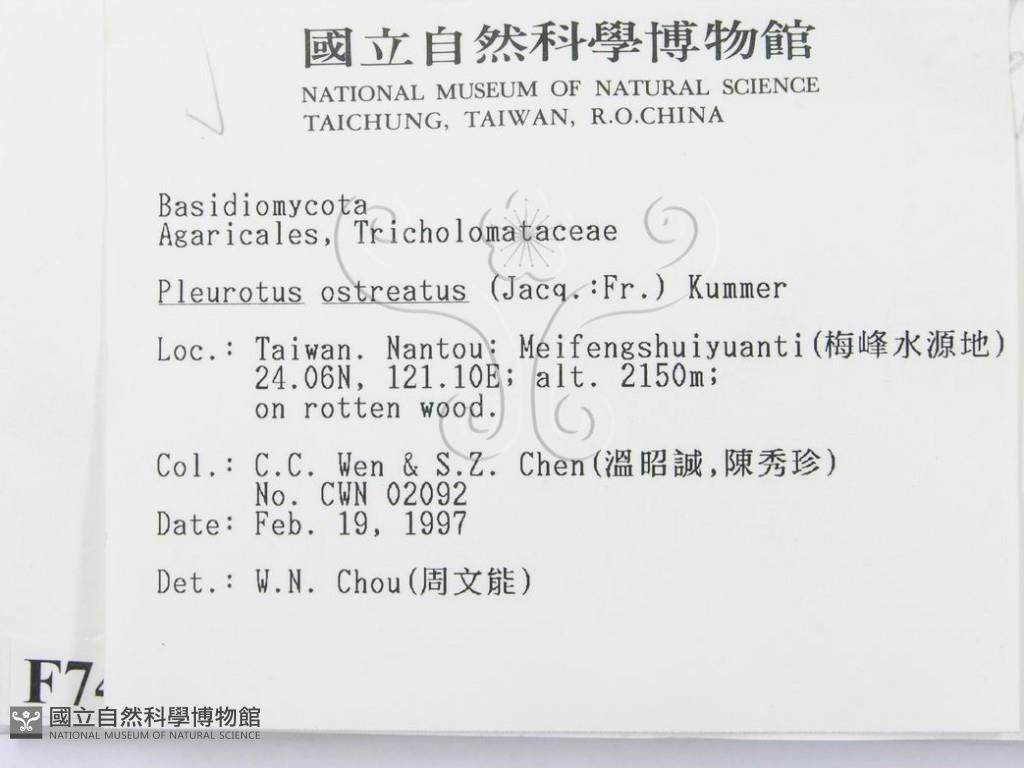 國立自然科學博物館
NATIONAL MUSEUM OF NATURAL SCIENCE
TAICHUNG, TAIWAN, R.O.CHINA
Basidiomycota
Agaricales, Tricholomataceae
Pleurotus ostreatus (Jacq.:Fr.) Kummer
Loc.: Taiwan. Nantou: Meifengshuiyuanti(梅峰水源地)
24.06N, 121.10E; alt. 2150m;
on rotten wood.
Col.: C.C. Wen & S.Z. Chen(溫昭誠,陳秀珍)
No. CWN 02092
Date: Feb. 19, 1997
Det.: W.N. Chou(周文能)
F74
國立自然科學博物館
NATIONAL MUSEUM OF NATURAL SCIENCE